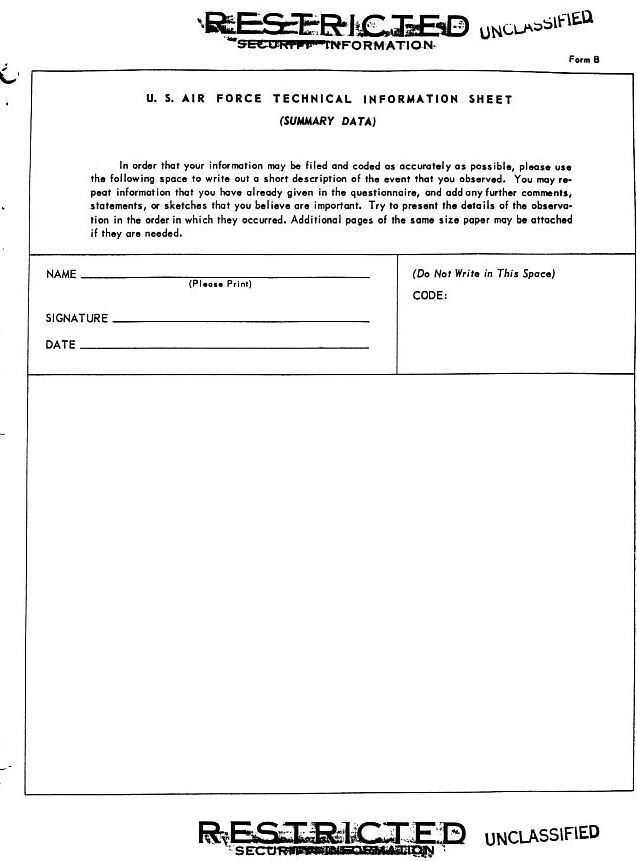 RESTRICTED UNCLASSIFIED
SECURITY INFORMATION
Form B
U. S. AIR FORCE TECHNICAL INFORMATION SHEET
(SUMMARY DATA)
In order that your information may be filed and coded as accurately as possible, please use
the following space to write out a short description of the event that you observed. You may re-
peat information that you have already given in the questionnaire, and add any further comments,
statements, or sketches that you believe are important. Try to present the details of the observa-
tion in the order in which they occurred. Additional pages of the same size paper may be attached
if they are needed.
NAME
(Please Print)
(Do Not Write in This Space)
CODE:
SIGNATURE
DATE
RESTRICTED UNCLASSIFIED
SECURITY INFORMATION